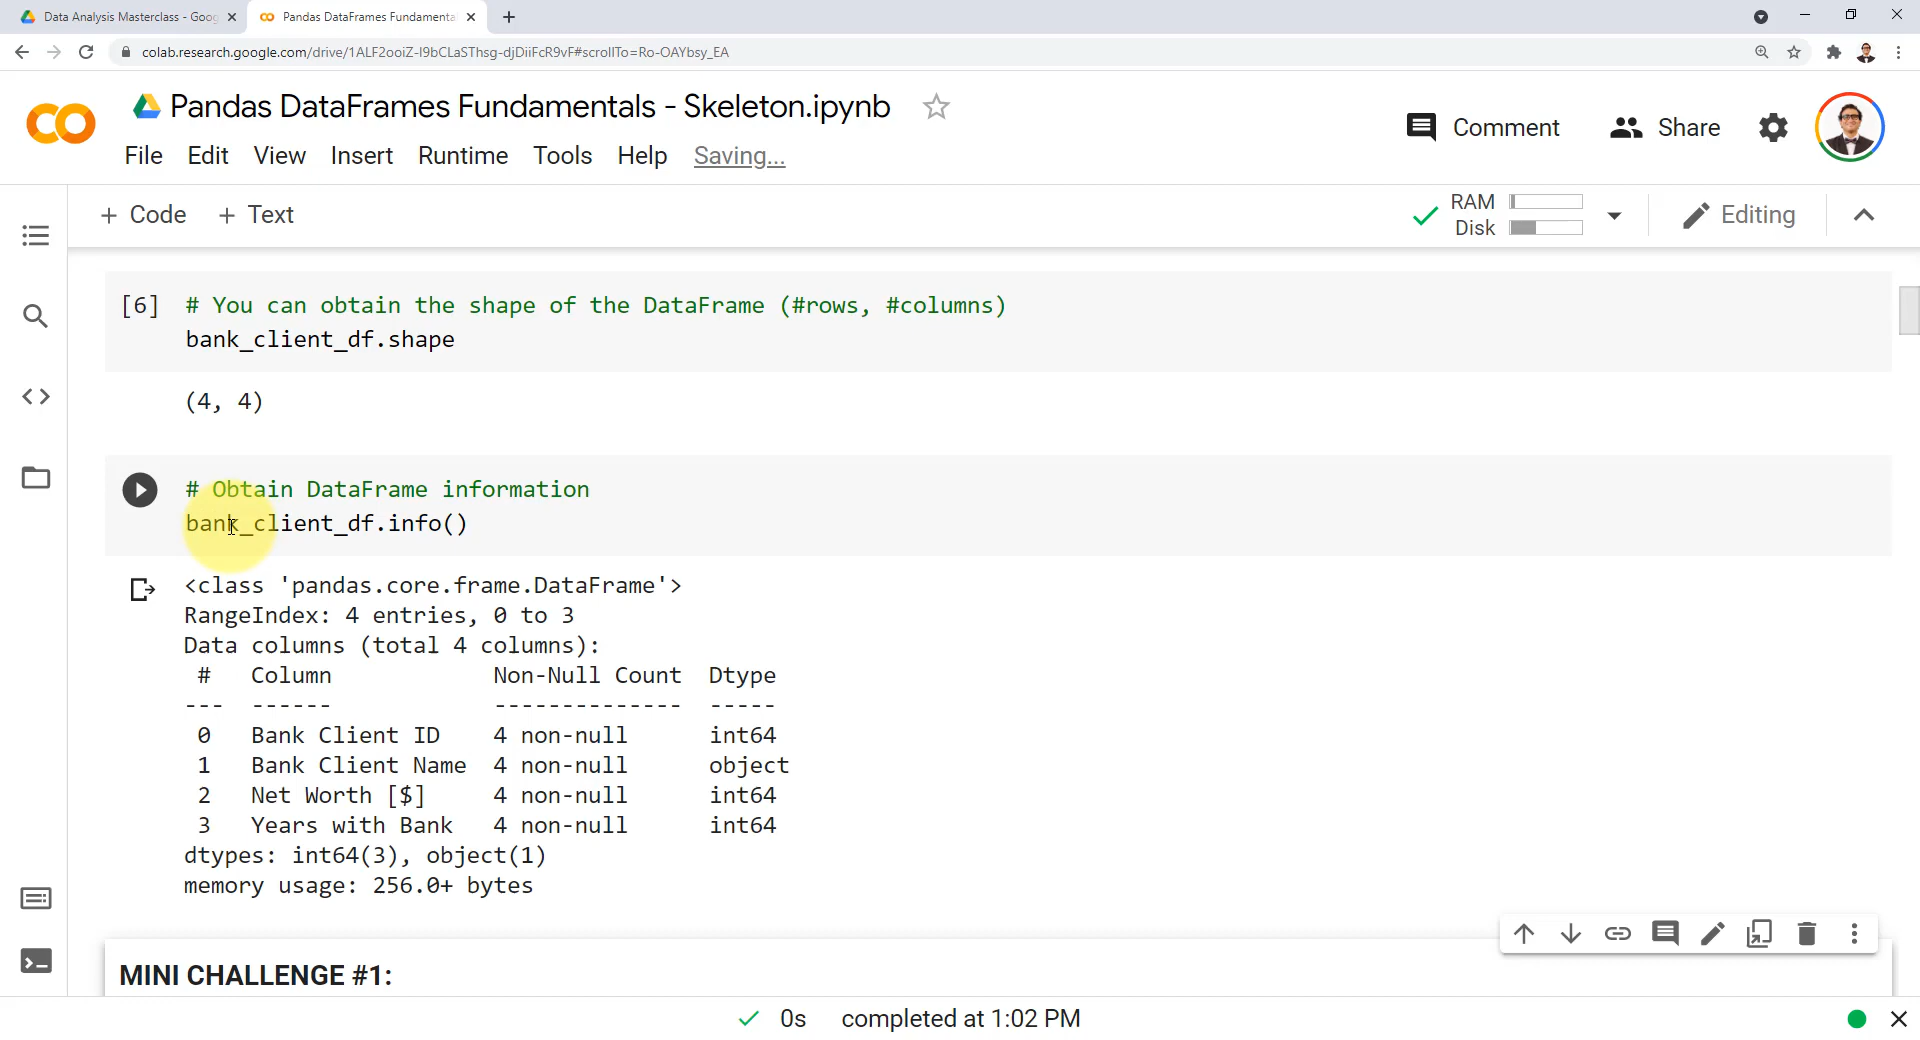 Data Analysis Masterclass - Goog
Pandas DataFrames Fundamenta
colab.research.google.com/drive/1ALF2ooiZ-I9bCLaSThsg-djDiiFcR9vF#scrollTo=Ro-OAYbsy_EA
Pandas DataFrames Fundamentals - Skeleton.ipynb
Comment
Share
File Edit View Insert Runtime Tools Help Saving...
+ Code + Text
RAM
Disk
Editing
[6] # You can obtain the shape of the DataFrame (#rows, #columns)
bank_client_df.shape
(4, 4)
# Obtain DataFrame information
bank_client_df.info()
<class 'pandas.core.frame.DataFrame'>
RangeIndex: 4 entries, 0 to 3
Data columns (total 4 columns):
 #   Column            Non-Null Count  Dtype
---  ------            --------------  -----
 0   Bank Client ID    4 non-null      int64
 1   Bank Client Name  4 non-null      object
 2   Net Worth [$]     4 non-null      int64
 3   Years with Bank   4 non-null      int64
dtypes: int64(3), object(1)
memory usage: 256.0+ bytes
MINI CHALLENGE #1:
0s completed at 1:02 PM